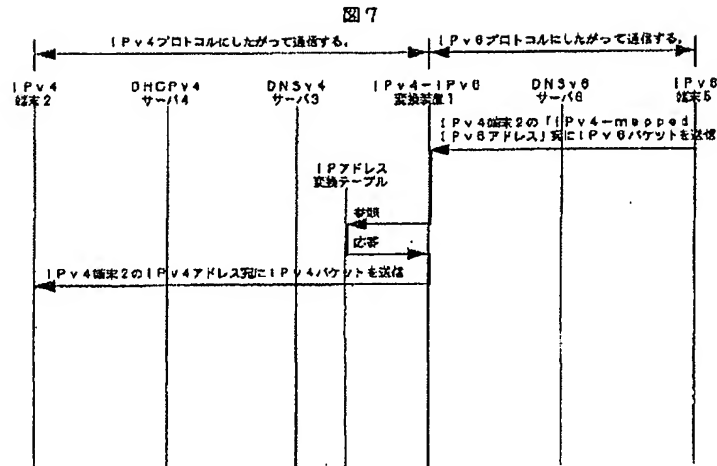 図7
IPv4プロトコルにしたがって通信する。
IPv6プロトコルにしたがって通信する。
IPv4
端末2
DHCPv4
サーバ4
DNSv4
サーバ3
IPv4-IPv6
変換装置1
DNSv6
サーバ6
IPv6
端末5
IPv4端末2の「IPv4-mapped
IPv6アドレス」宛にIPv6パケットを送信
IPアドレス
変換テーブル
参照
応答
IPv4端末2のIPv4アドレス宛にIPv4パケットを送信